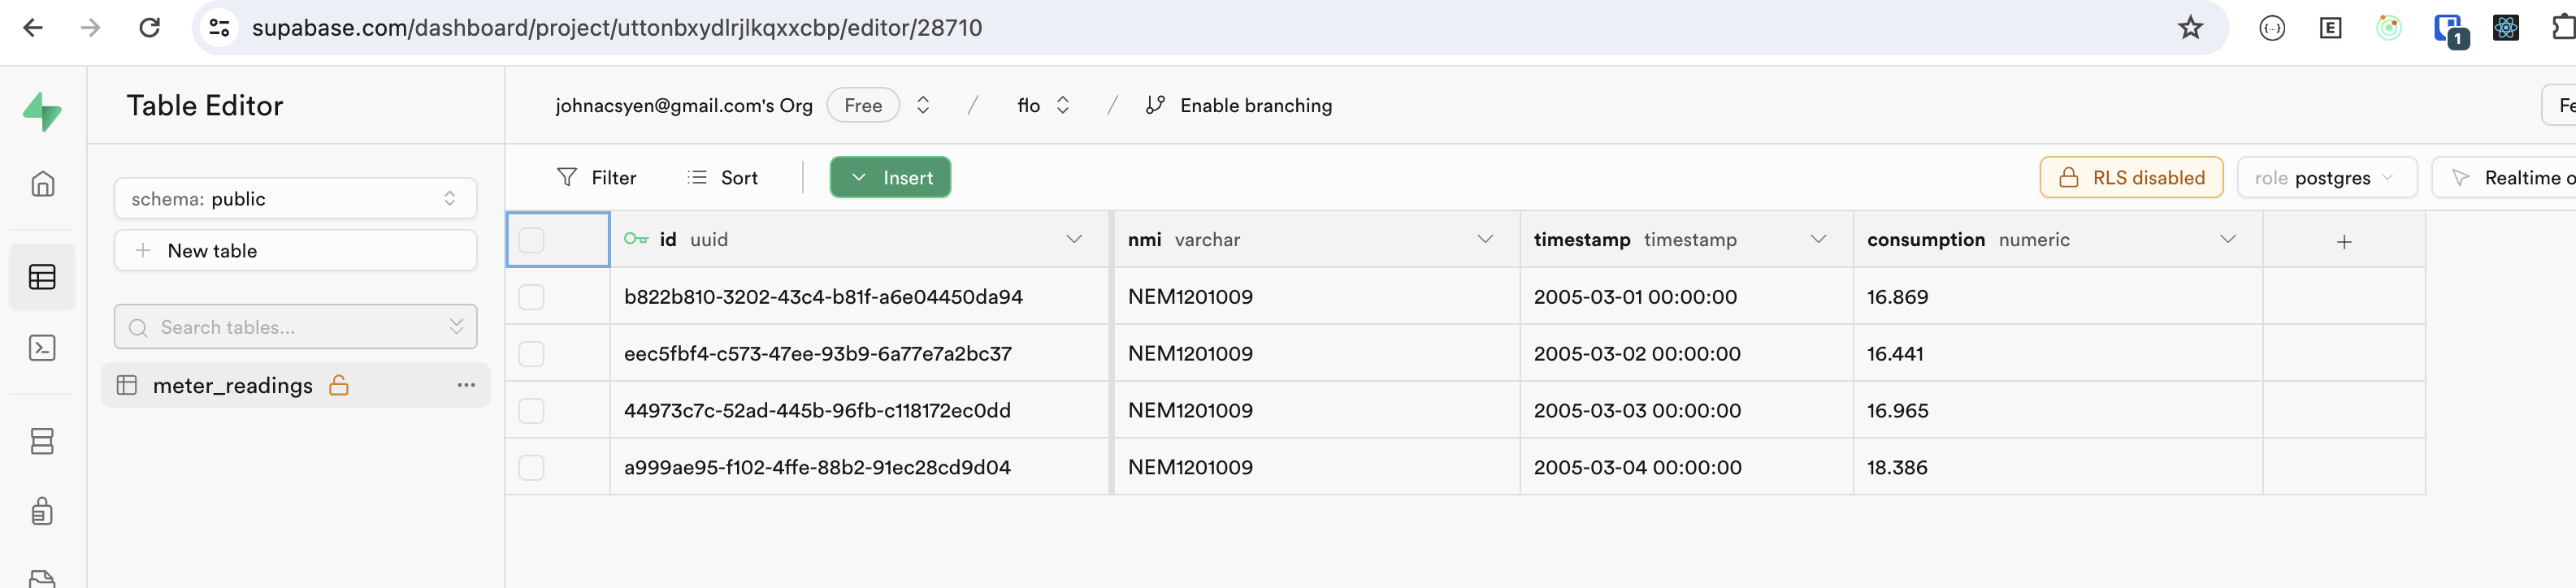 supabase.com/dashboard/project/uttonbxydlrjlkqxxcbp/editor/28710
E
1
Table Editor
johnacsyen@gmail.com's Org Free / flo / Enable branching
Fe
schema: public
New table
Search tables...
meter_readings
Filter Sort Insert RLS disabled role postgres Realtime o
id uuid nmi varchar timestamp timestamp consumption numeric +
b822b810-3202-43c4-b81f-a6e04450da94 NEM1201009 2005-03-01 00:00:00 16.869
eec5fbf4-c573-47ee-93b9-6a77e7a2bc37 NEM1201009 2005-03-02 00:00:00 16.441
44973c7c-52ad-445b-96fb-c118172ec0dd NEM1201009 2005-03-03 00:00:00 16.965
a999ae95-f102-4ffe-88b2-91ec28cd9d04 NEM1201009 2005-03-04 00:00:00 18.386